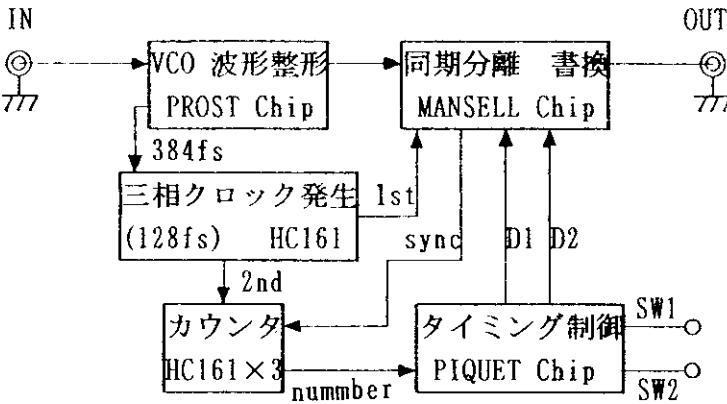 IN
OUT
VCO 波形整形
PROST Chip
同期分離 書換
MANSELL Chip
384fs
三相クロック発生
(128fs) HC161
1st
sync
D1
D2
2nd
カウンタ
HC161×3
nummber
タイミング制御
PIQUET Chip
SW1
SW2